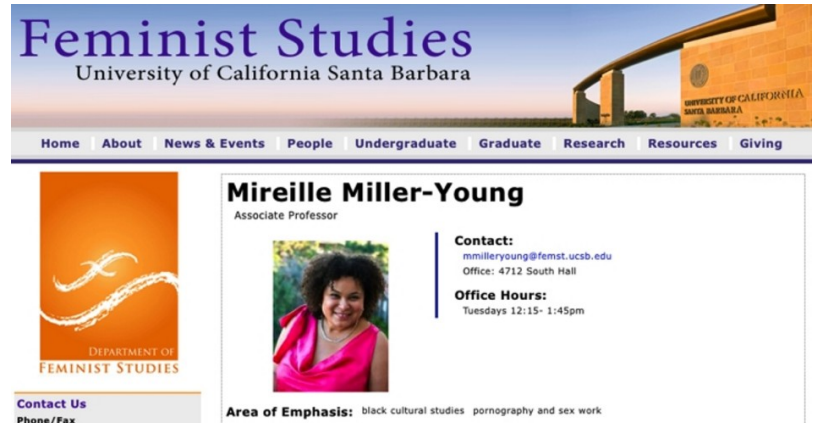 Feminist Studies
University of California Santa Barbara
UNIVERSITY OF CALIFORNIA
SANTA BARBARA
Home About News & Events People Undergraduate Graduate Research Resources Giving
Mireille Miller-Young
Associate Professor
Contact:
mmilleryoung@femst.ucsb.edu
Office: 4712 South Hall
Office Hours:
Tuesdays 12:15- 1:45pm
DEPARTMENT OF
FEMINIST STUDIES
Contact Us
Phone/Fax
Area of Emphasis: black cultural studies pornography and sex work